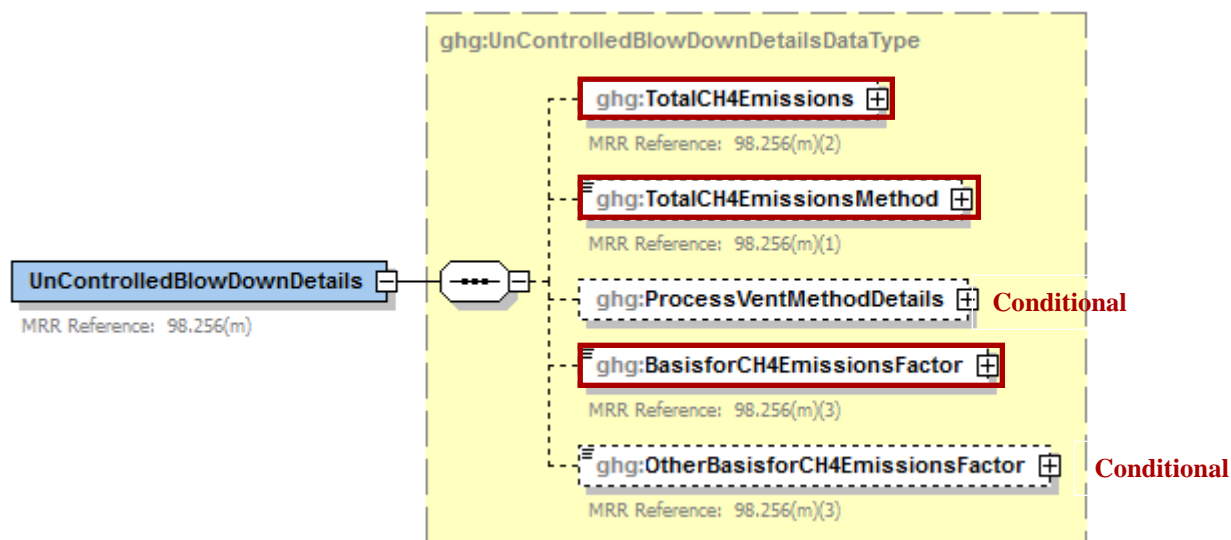 ghg:UnControlledBlowDownDetailsDataType
ghg:TotalCH4Emissions
MRR Reference: 98.256(m)(2)
ghg:TotalCH4EmissionsMethod
MRR Reference: 98.256(m)(1)
UnControlledBlowDownDetails
MRR Reference: 98.256(m)
ghg:ProcessVentMethodDetails
Conditional
ghg:BasisforCH4EmissionsFactor
MRR Reference: 98.256(m)(3)
ghg:OtherBasisforCH4EmissionsFactor
Conditional
MRR Reference: 98.256(m)(3)